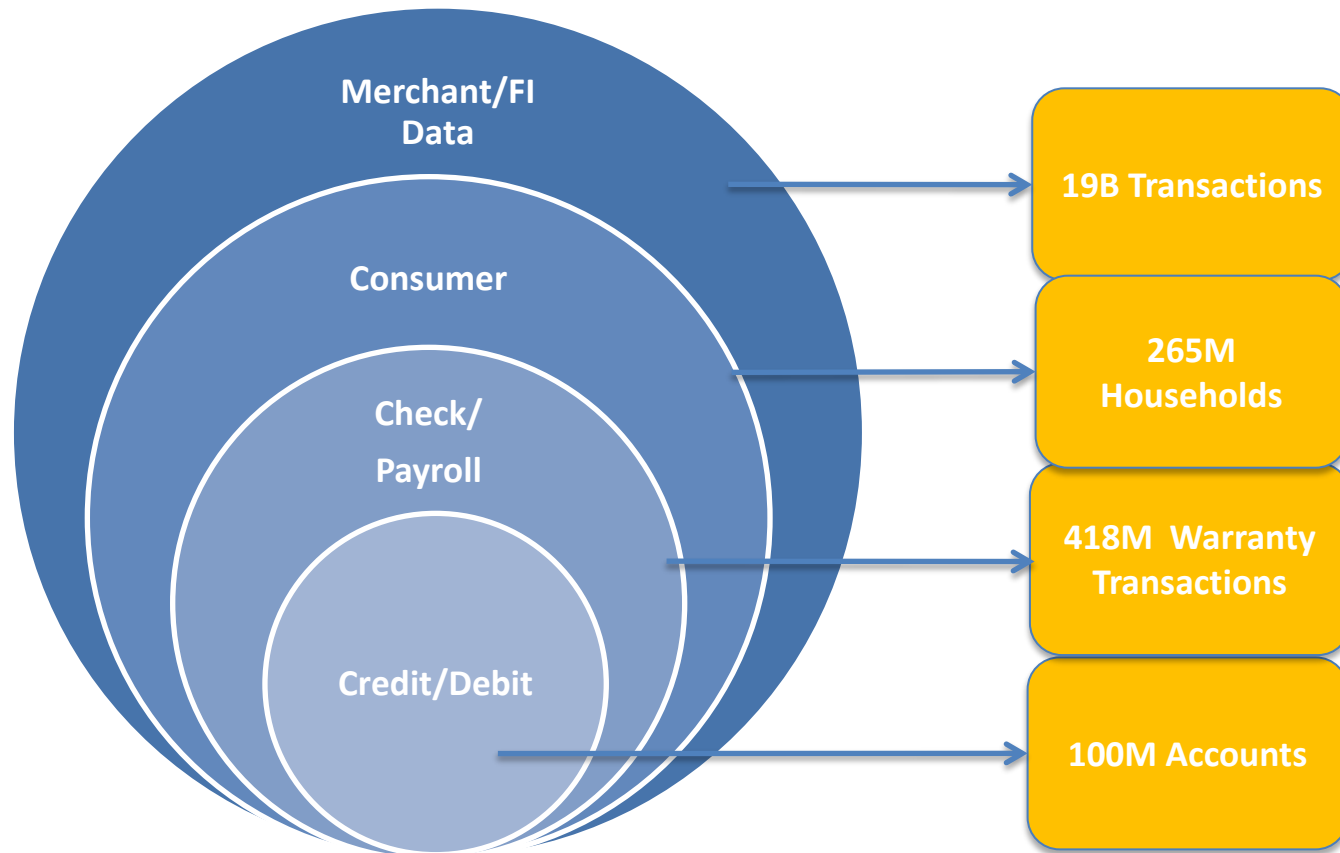 Merchant/FI
Data
19B Transactions
Consumer
265M
Households
Check/
Payroll
418M  Warranty
Transactions
Credit/Debit
100M Accounts